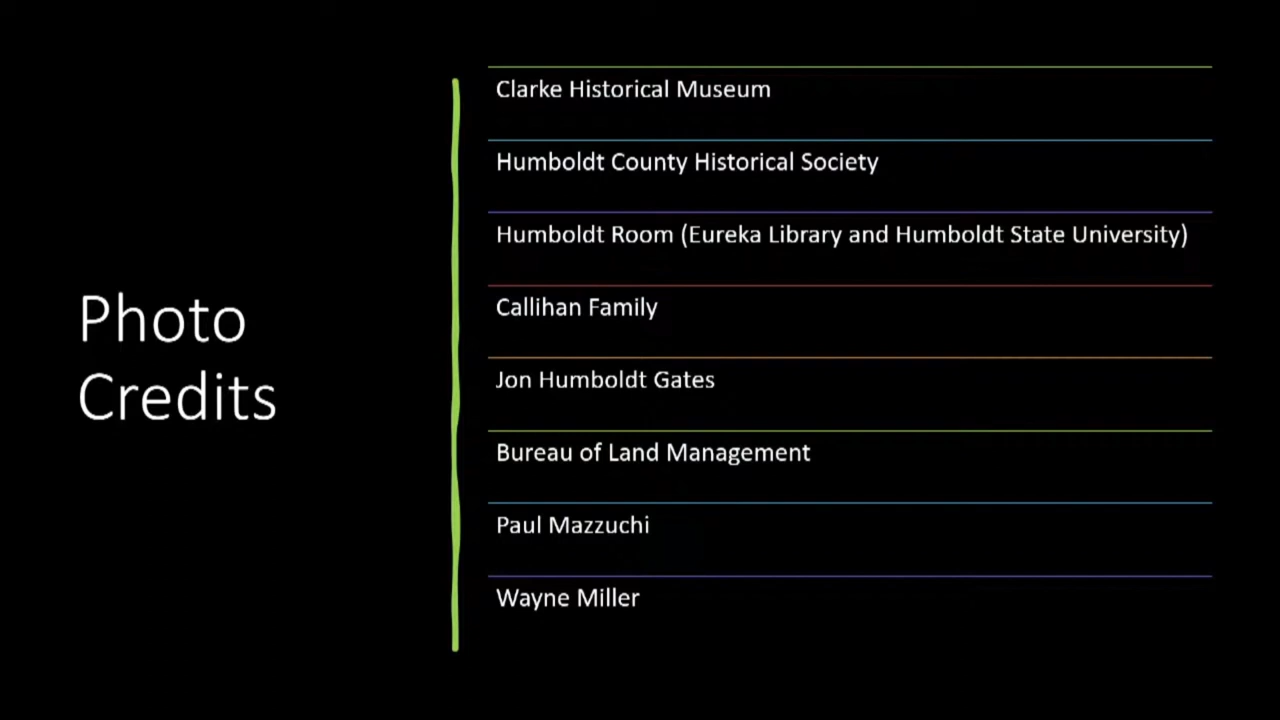 Photo
Credits
Clarke Historical Museum
Humboldt County Historical Society
Humboldt Room (Eureka Library and Humboldt State University)
Callihan Family
Jon Humboldt Gates
Bureau of Land Management
Paul Mazzuchi
Wayne Miller